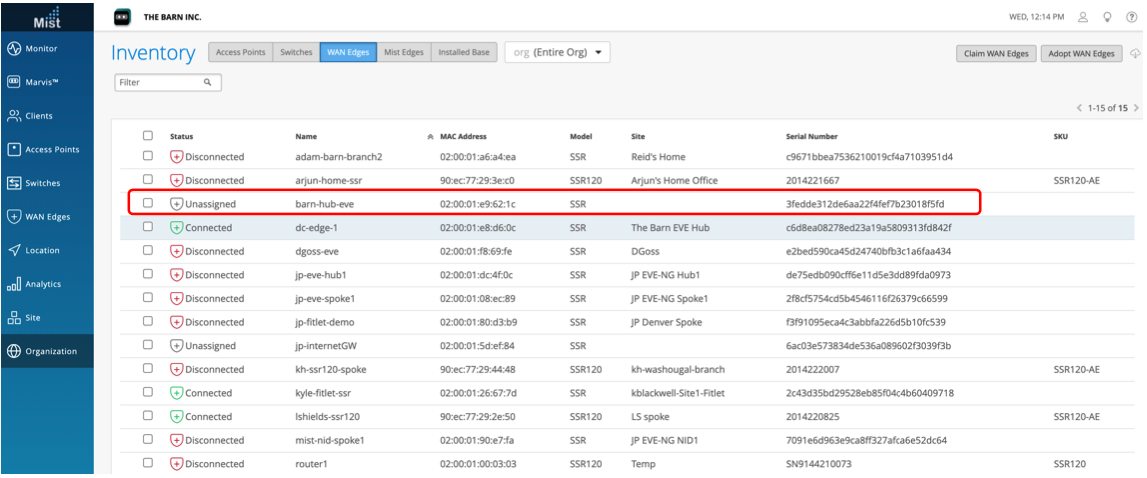 Mist
THE BARN INC.
WED, 12:14 PM
Monitor
Marvis™
Clients
Access Points
Switches
WAN Edges
Location
Analytics
Site
Organization
Inventory Access Points Switches WAN Edges Mist Edges Installed Base org (Entire Org) Claim WAN Edges Adopt WAN Edges
Filter
< 1-15 of 15 >
Status Name MAC Address Model Site Serial Number SKU
Disconnected adam-barn-branch2 02:00:01:a6:a4:ea SSR Reid's Home c9671bbea7536210019cf4a7103951d4
Disconnected arjun-home-ssr 90:ec:77:29:3e:c0 SSR120 Arjun's Home Office 2014221667 SSR120-AE
Unassigned barn-hub-eve 02:00:01:e9:62:1c SSR 3fedde312de6aa22f4fef7b23018f5fd
Connected dc-edge-1 02:00:01:e8:d6:0c SSR The Barn EVE Hub c6d8ea08278ed23a19a5809313fd842f
Disconnected dgoss-eve 02:00:01:f8:69:fe SSR DGoss e2bed590ca45d24740bfb3c1a6faa434
Disconnected jp-eve-hub1 02:00:01:dc:4f:0c SSR JP EVE-NG Hub1 de75edb090cff6e11d5e3dd89fda0973
Disconnected jp-eve-spoke1 02:00:01:08:ec:89 SSR JP EVE-NG Spoke1 2f8cf5754cd5b4546116f26379c66599
Disconnected jp-fitlet-demo 02:00:01:80:d3:b9 SSR JP Denver Spoke f3f91095eca4c3abbfa226d5b10fc539
Unassigned jp-internetGW 02:00:01:5d:ef:84 SSR 6ac03e573834de536a089602f3039f3b
Disconnected kh-ssr120-spoke 90:ec:77:29:44:48 SSR120 kh-washougal-branch 2014222007 SSR120-AE
Connected kyle-fitlet-ssr 02:00:01:26:67:7d SSR kblackwell-Site1-Fitlet 2c43d35bd29528eb85f04c4b60409718
Connected lshields-ssr120 90:ec:77:29:2e:50 SSR120 LS spoke 2014220825 SSR120-AE
Disconnected mist-nid-spoke1 02:00:01:90:e7:fa SSR JP EVE-NG NID1 7091e6d963e9ca8ff327afca6e52dc64
Disconnected router1 02:00:01:00:03:03 SSR120 Temp SN9144210073 SSR120